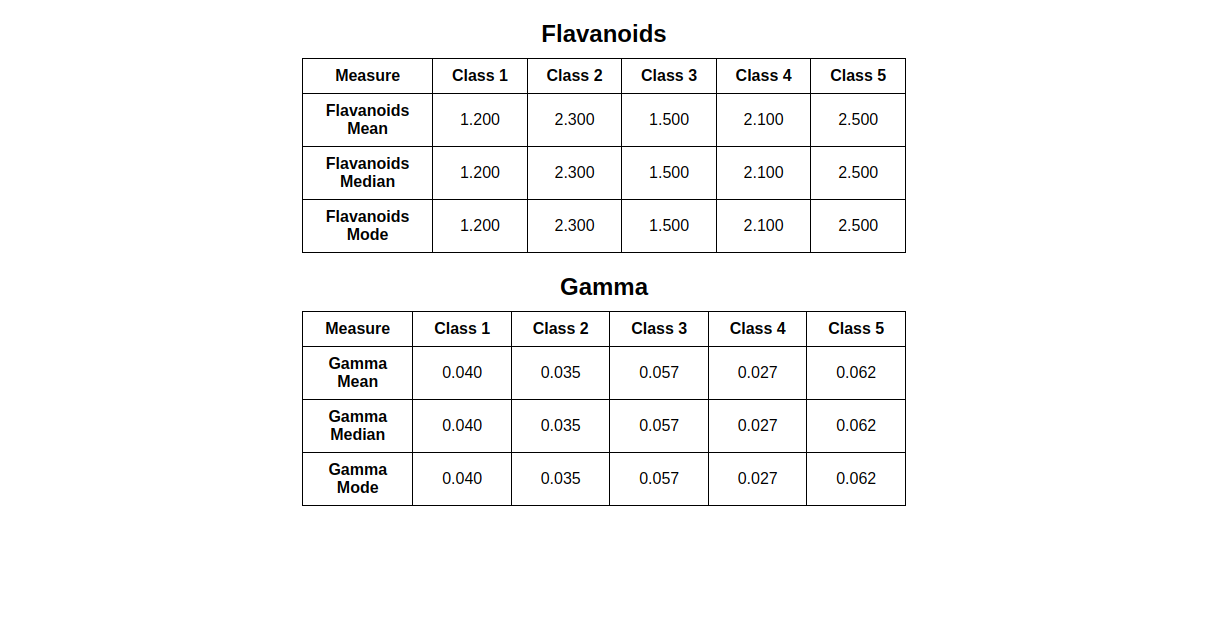 Flavanoids
Measure Class 1 Class 2 Class 3 Class 4 Class 5
Flavanoids
Mean 1.200 2.300 1.500 2.100 2.500
Flavanoids
Median 1.200 2.300 1.500 2.100 2.500
Flavanoids
Mode 1.200 2.300 1.500 2.100 2.500
Gamma
Measure Class 1 Class 2 Class 3 Class 4 Class 5
Gamma
Mean 0.040 0.035 0.057 0.027 0.062
Gamma
Median 0.040 0.035 0.057 0.027 0.062
Gamma
Mode 0.040 0.035 0.057 0.027 0.062